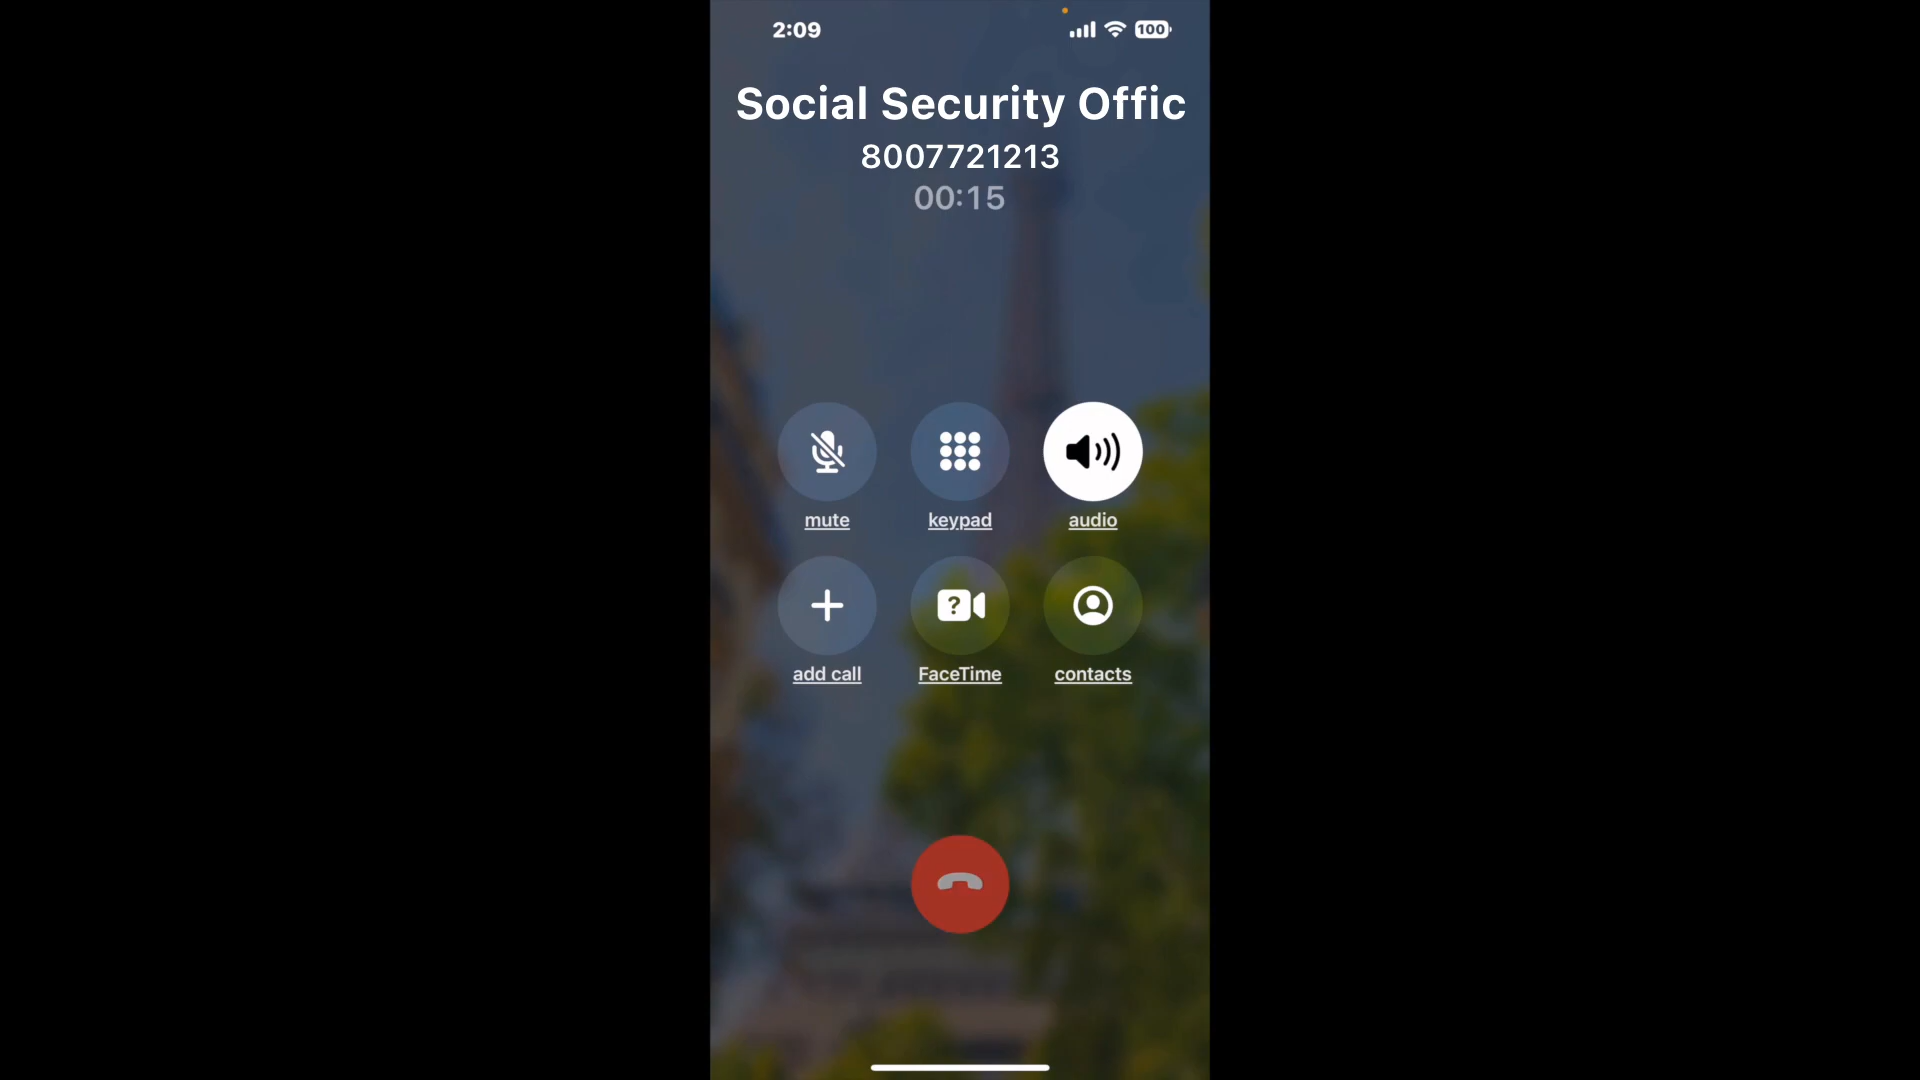 2:09
100
Social Security Offic
8007721213
00:15
mute
keypad
audio
?
add call
FaceTime
contacts